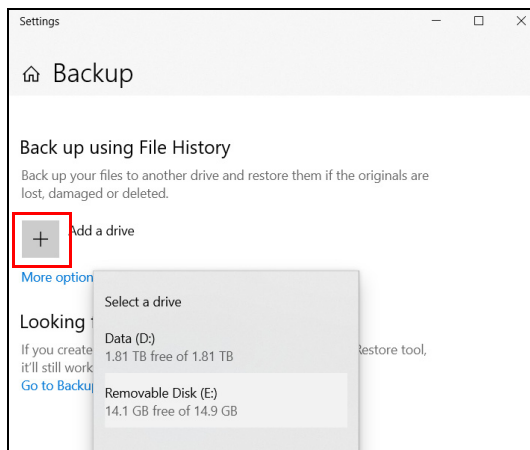 Settings
Backup
Back up using File History
Back up your files to another drive and restore them if the originals are
lost, damaged or deleted.
Add a drive
More option
Select a drive
Looking
Data (D:)
1.81 TB free of 1.81 TB
If you create
Restore tool,
it'll still work
Go to Backu
Removable Disk (E:)
14.1 GB free of 14.9 GB